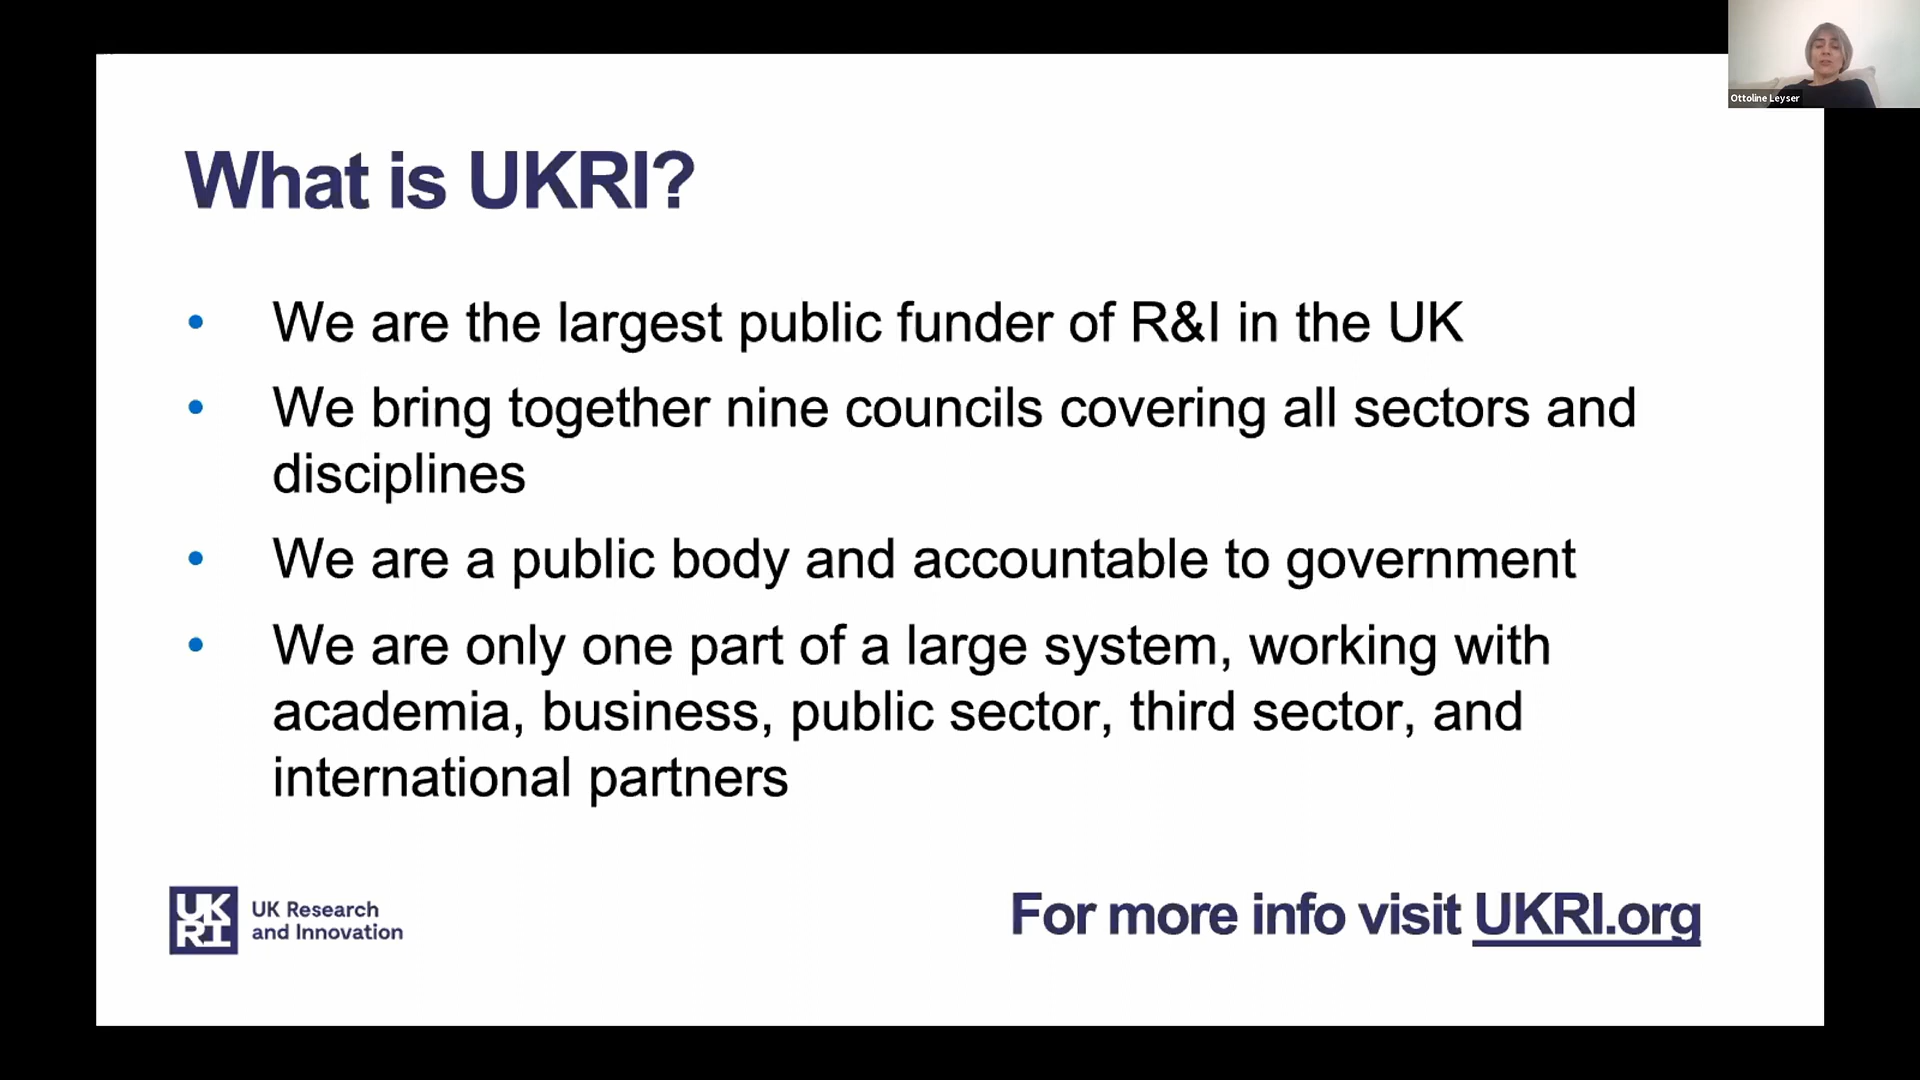 Ottoline Leyser
What is UKRI?
• We are the largest public funder of R&I in the UK
• We bring together nine councils covering all sectors and
disciplines
• We are a public body and accountable to government
• We are only one part of a large system, working with
academia, business, public sector, third sector, and
international partners
UK
RI
UK Research
and Innovation
For more info visit UKRI.org